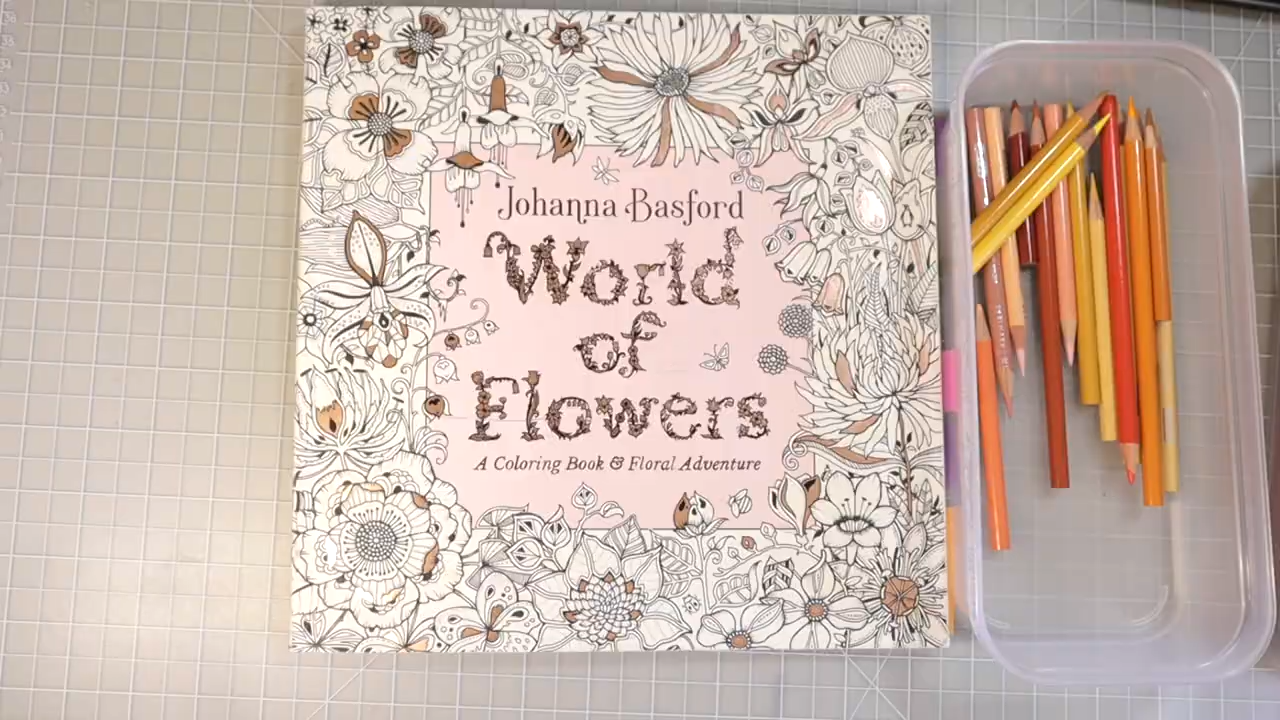 Johanna Basford
World
of
Flowers
A Coloring Book & Floral Adventure